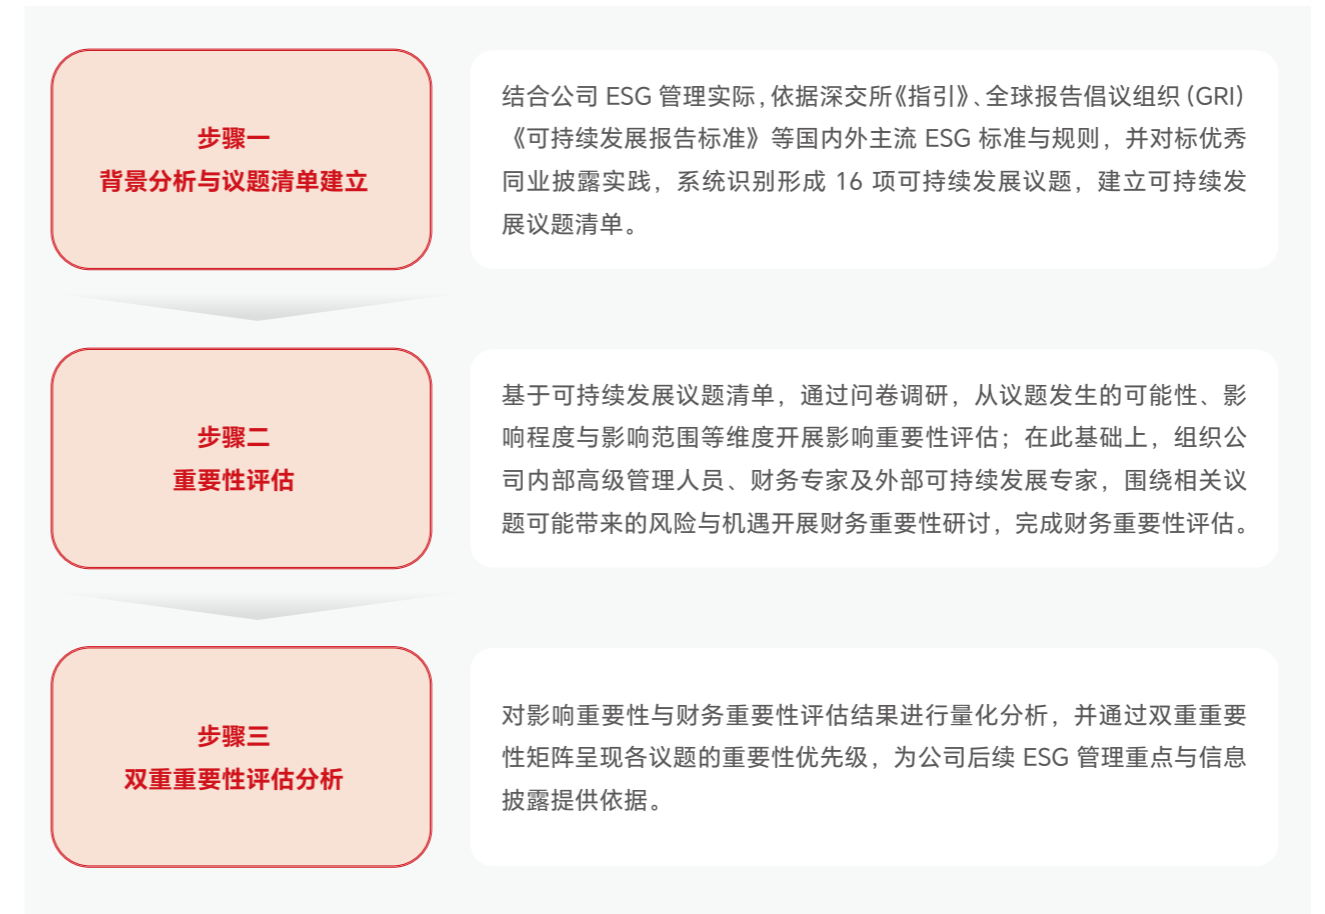 步骤一
背景分析与议题清单建立
结合公司 ESG 管理实际，依据深交所《指引》、全球报告倡议组织（GRI）
《可持续发展报告标准》等国内外主流 ESG 标准与规则，并对标优秀
同业披露实践，系统识别形成 16 项可持续发展议题，建立可持续发
展议题清单。
步骤二
重要性评估
基于可持续发展议题清单，通过问卷调研，从议题发生的可能性、影
响程度与影响范围等维度开展影响重要性评估；在此基础上，组织公
司内部高级管理人员、财务专家及外部可持续发展专家，围绕相关议
题可能带来的风险与机遇开展财务重要性研讨，完成财务重要性评估。
步骤三
双重重要性评估分析
对影响重要性与财务重要性评估结果进行量化分析，并通过双重重要
性矩阵呈现各议题的重要性优先级，为公司后续 ESG 管理重点与信息
披露提供依据。